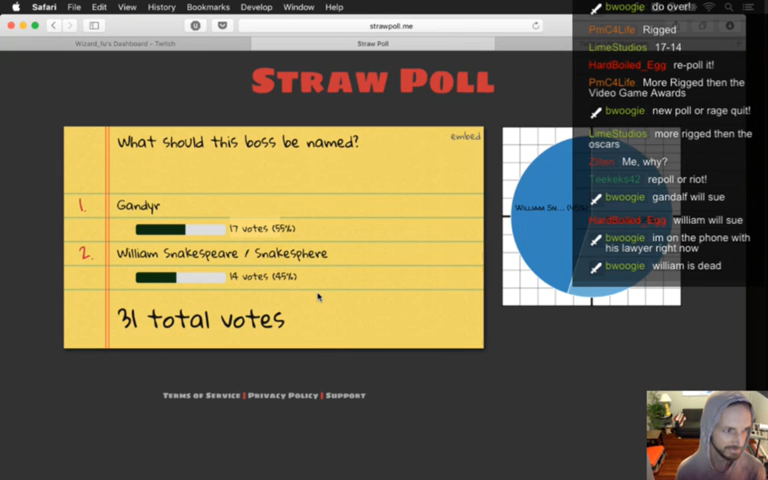 Safari File Edit View History Bookmarks Develop Window Help
strawpoll.me
Wizard_fu's Dashboard - Twitch
Straw Poll
STRAW POLL
What should this boss be named?
embed
1. Gandyr
17 votes (55%)
2. William Snakespeare / Snakesphere
14 votes (45%)
31 total votes
TERMS OF SERVICE | PRIVACY POLICY | SUPPORT
William Sn... (45%)
bwoogie do over!
PmC4Life Rigged
LimeStudios 17-14
HardBoiled_Egg re-poll it!
PmC4Life More Rigged then the
Video Game Awards
bwoogie new poll or rage quit!
LimeStudios more rigged then the
oscars
Me, why?
Teekeks42 repoll or riot!
bwoogie gandalf will sue
HardBoiled_Egg william will sue
bwoogie im on the phone with
his lawyer right now
bwoogie william is dead